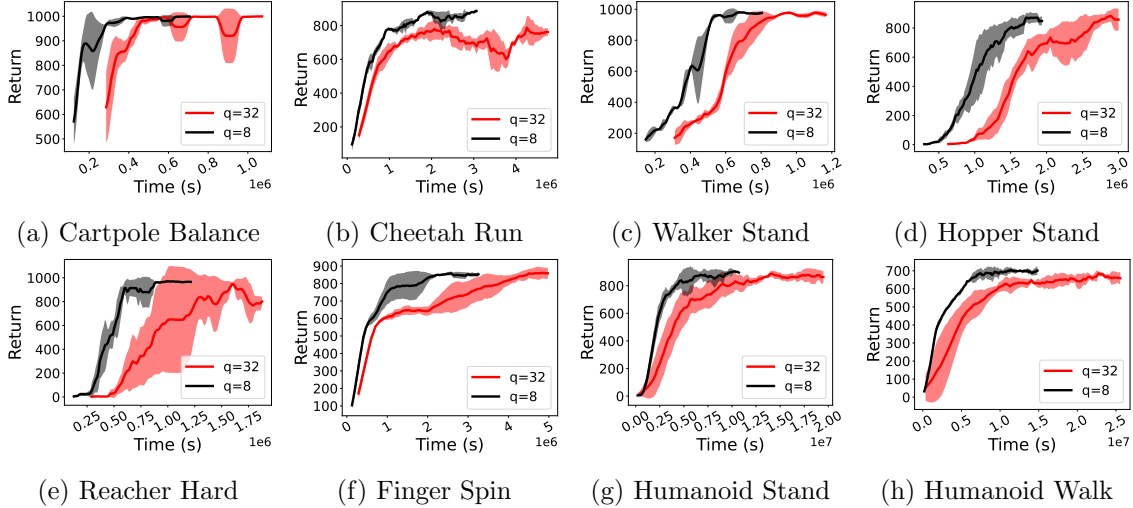 1000
900
800
700
600
500
Return
0.2 0.4 0.6 0.8 1.0
Time (s)
1e6
q=32
q=8
(a) Cartpole Balance
800
600
400
200
Return
0 1 2 3 4 5
Time (s)
1e6
q=32
q=8
(b) Cheetah Run
1000
800
600
400
200
Return
0.2 0.4 0.6 0.8 1.0 1.2
Time (s)
1e6
q=32
q=8
(c) Walker Stand
1000
800
600
400
200
0
Return
0.5 1.0 1.5 2.0 2.5 3.0
Time (s)
1e6
q=32
q=8
(d) Hopper Stand
1000
800
600
400
200
0
Return
0.25 0.50 0.75 1.00 1.25 1.50 1.75
Time (s)
1e6
q=32
q=8
(e) Reacher Hard
900
800
700
600
500
400
300
200
100
Return
0 1 2 3 4 5
Time (s)
1e6
q=32
q=8
(f) Finger Spin
800
600
400
200
0
Return
0.00 0.25 0.50 0.75 1.00 1.25 1.50 1.75 2.00
Time (s)
1e7
q=32
q=8
(g) Humanoid Stand
700
600
500
400
300
200
100
0
Return
0.0 0.5 1.0 1.5 2.0 2.5
Time (s)
1e7
q=32
q=8
(h) Humanoid Walk